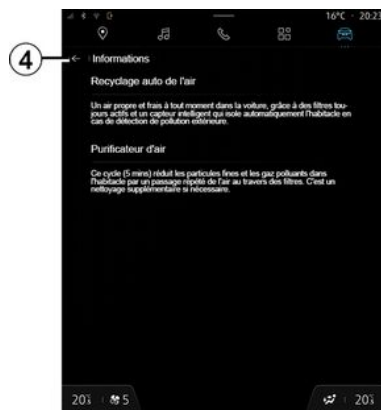 16°C · 20:23
4
← Informations
Recyclage auto de l'air
Un air propre et frais à tout moment dans la voiture, grâce à des filtres tou-
jours actifs et un capteur intelligent qui isole automatiquement l'habitacle en
cas de détection de pollution extérieure.
Purificateur d'air
Ce cycle (5 mins) réduit les particules fines et les gaz polluants dans
l'habitacle par un passage répété de l'air au travers des filtres. C'est un
nettoyage supplémentaire si nécessaire.
20 5 20